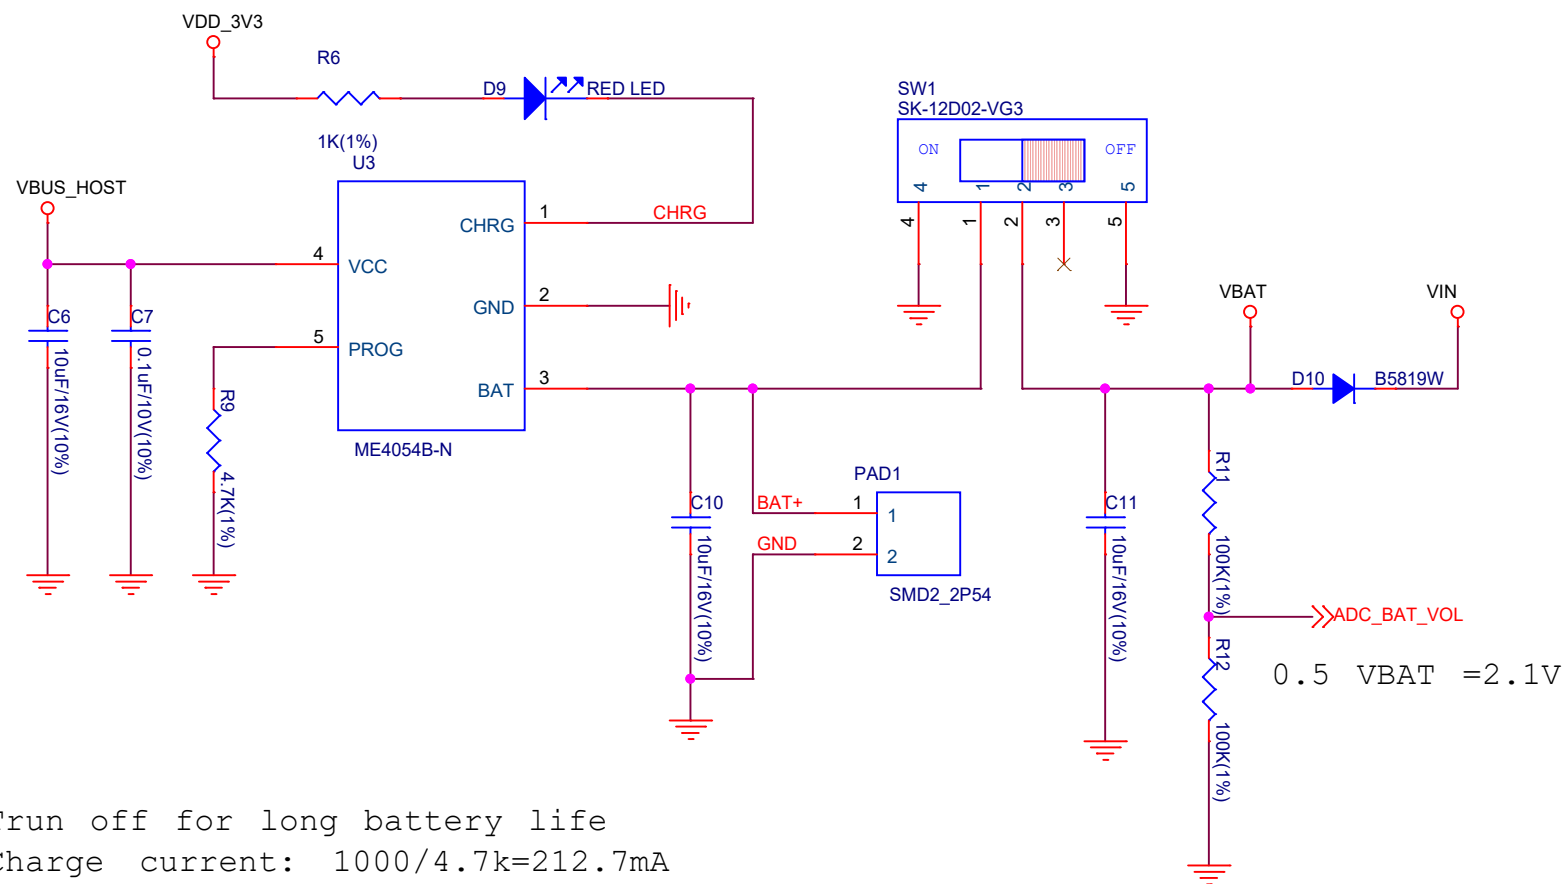 VDD_3V3
R6
D9
RED LED
1K(1%)
U3
SW1
SK-12D02-VG3
ON
OFF
4
1
2
3
5
4
1
2
3
5
VBUS_HOST
CHRG
1
CHRG
4
VCC
GND
2
5
PROG
BAT
3
ME4054B-N
C6
10uF/16V(10%)
C7
0.1uF/10V(10%)
R9
4.7K(1%)
VBAT
VIN
D10
B5819W
PAD1
C10
10uF/16V(10%)
BAT+
1
1
GND
2
2
SMD2_2P54
C11
10uF/16V(10%)
R11
100K(1%)
ADC_BAT_VOL
R12
100K(1%)
0.5 VBAT =2.1V
Trun off for long battery life
Charge current: 1000/4.7k=212.7mA